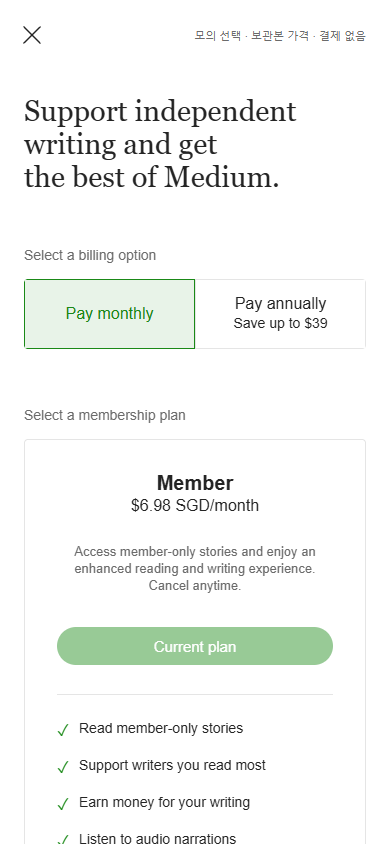 모의 선택 · 보관본 가격 · 결제 없음
Support independent
writing and get
the best of Medium.
Select a billing option
Pay monthly
Pay annually
Save up to $39
Select a membership plan
Member
$6.98 SGD/month
Access member-only stories and enjoy an
enhanced reading and writing experience.
Cancel anytime.
Current plan
Read member-only stories
Support writers you read most
Earn money for your writing
Listen to audio narrations